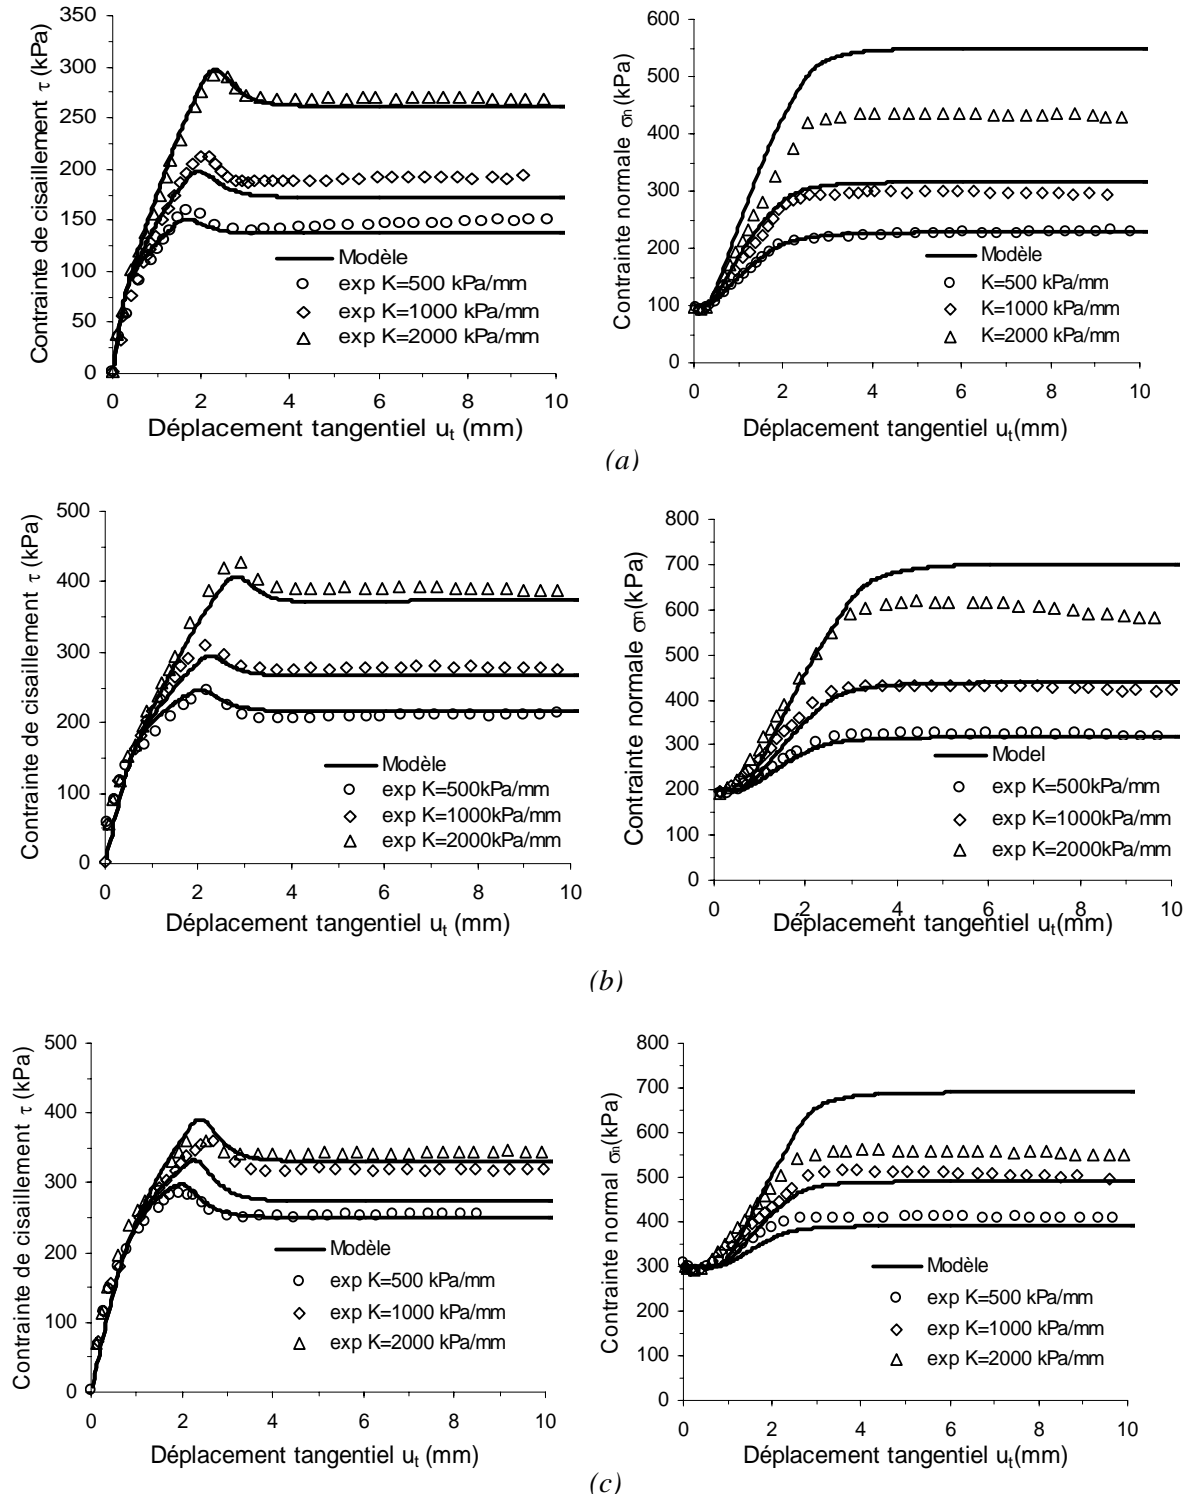 Contrainte de cisaillement τ (kPa)
350
300
250
200
150
100
50
0
0 2 4 6 8 10
Déplacement tangentiel uₜ (mm)
Modèle
exp K=500 kPa/mm
exp K=1000 kPa/mm
exp K=2000 kPa/mm
Contrainte normale σn (kPa)
600
500
400
300
200
100
0
0 2 4 6 8 10
Déplacement tangentiel uₜ(mm)
Modèle
K=500 kPa/mm
K=1000 kPa/mm
K=2000 kPa/mm
(a)
Contrainte de cisaillement τ (kPa)
500
400
300
200
100
0
0 2 4 6 8 10
Déplacement tangentiel uₜ (mm)
Modèle
exp K=500kPa/mm
exp K=1000kPa/mm
exp K=2000kPa/mm
Contrainte normale σn(kPa)
800
700
600
500
400
300
200
100
0
0 2 4 6 8 10
Déplacement tangentiel uₜ(mm)
Model
exp K=500kPa/mm
exp K=1000kPa/mm
exp K=2000kPa/mm
(b)
Contrainte de cisaillement τ (kPa)
500
400
300
200
100
0
0 2 4 6 8 10
Déplacement tangentiel uₜ (mm)
Modèle
exp K=500 kPa/mm
exp K=1000 kPa/mm
exp K=2000 kPa/mm
Contrainte normal σn(kPa)
800
700
600
500
400
300
200
100
0
0 2 4 6 8 10
Déplacement tangentiel uₜ(mm)
Modèle
exp K=500 kPa/mm
exp K=1000 kPa/mm
exp K=2000 kPa/mm
(c)